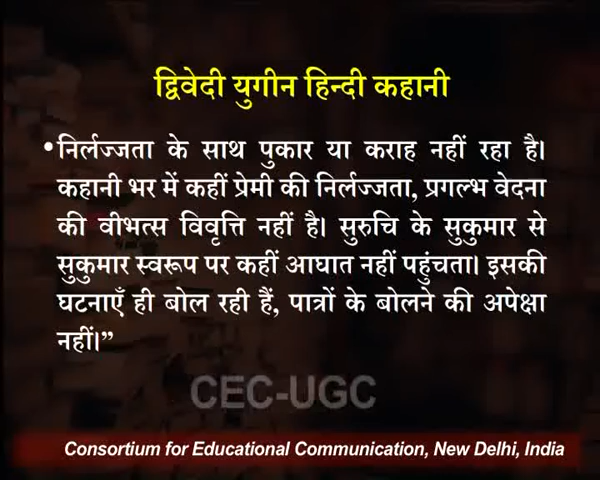 द्विवेदी युगीन हिन्दी कहानी
•निर्लज्जता के साथ पुकार या कराह नहीं रहा है।
कहानी भर में कहीं प्रेमी की निर्लज्जता, प्रगल्भ वेदना
की वीभत्स विवृत्ति नहीं है। सुरुचि के सुकुमार से
सुकुमार स्वरूप पर कहीं आघात नहीं पहुंचता। इसकी
घटनाएँ ही बोल रही हैं, पात्रों के बोलने की अपेक्षा
नहीं।”
CEC-UGC
Consortium for Educational Communication, New Delhi, India